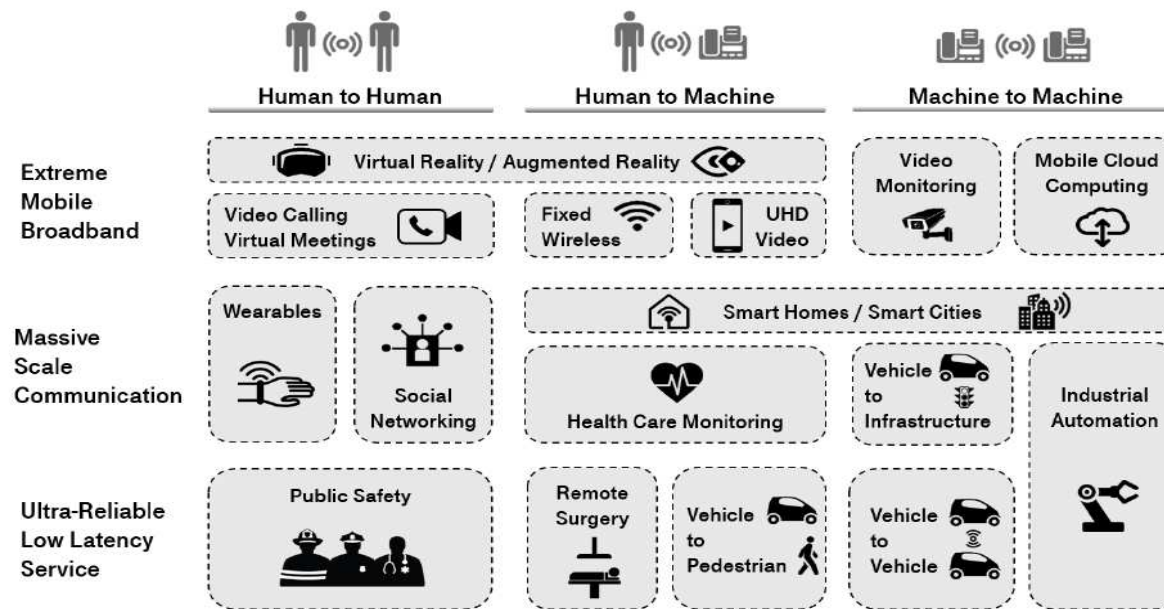 Human to Human
Human to Machine
Machine to Machine
Extreme
Mobile
Broadband
Virtual Reality / Augmented Reality
Video
Monitoring
Mobile Cloud
Computing
Video Calling
Virtual Meetings
Fixed
Wireless
UHD
Video
Massive
Scale
Communication
Wearables
Social
Networking
Smart Homes / Smart Cities
Health Care Monitoring
Vehicle
to
Infrastructure
Industrial
Automation
Ultra-Reliable
Low Latency
Service
Public Safety
Remote
Surgery
Vehicle
to
Pedestrian
Vehicle
to
Vehicle